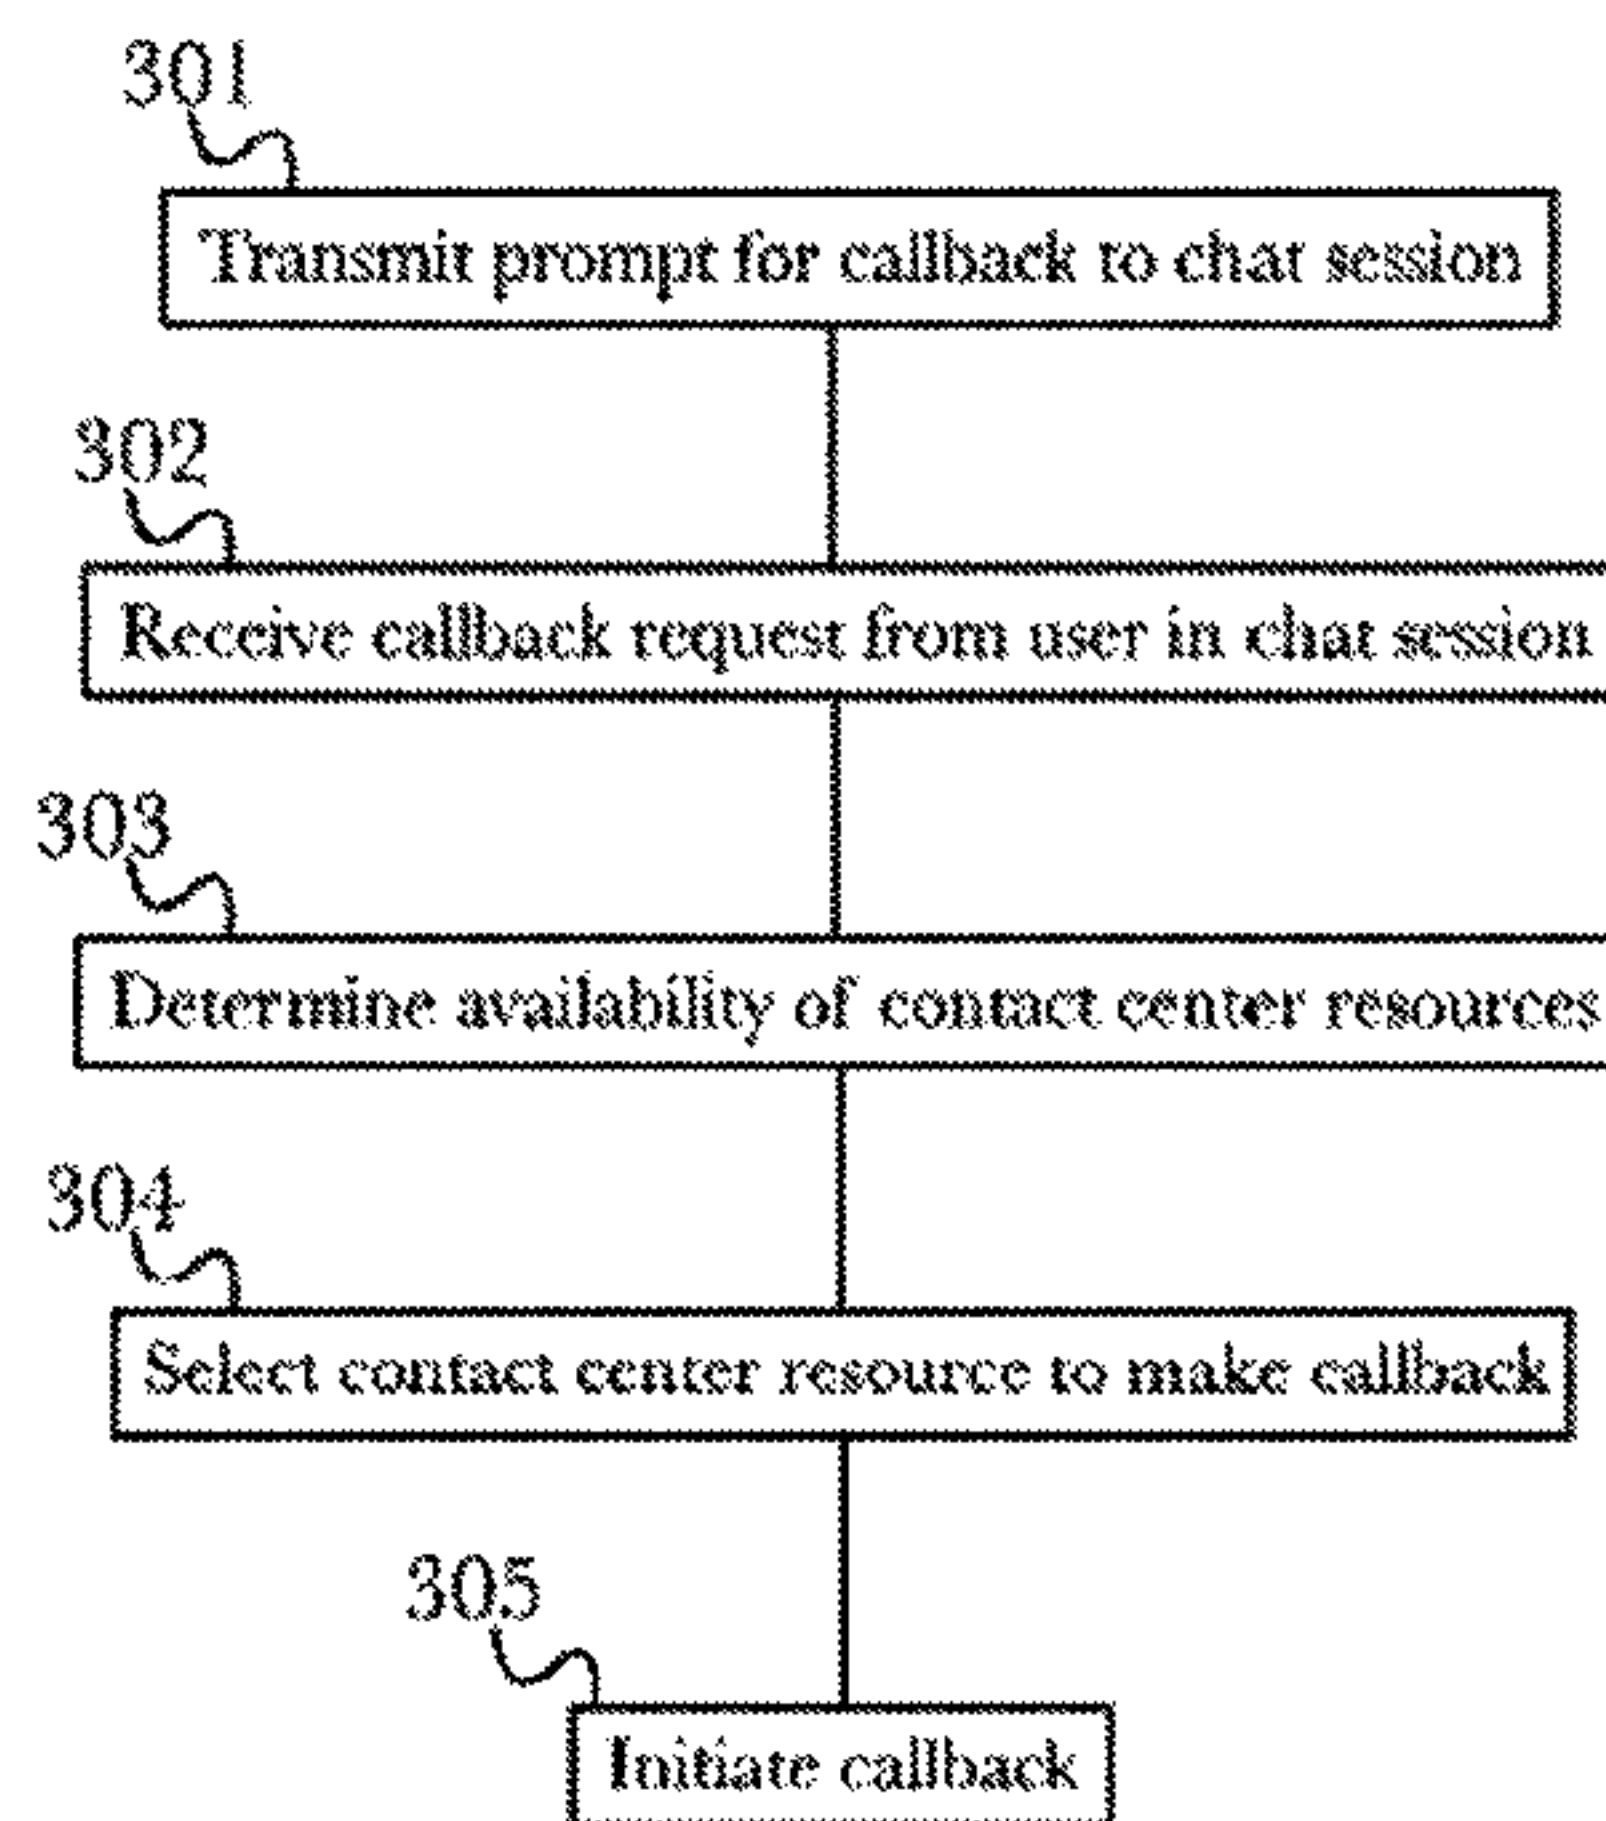 301
Transmit prompt for callback to chat session
302
Receive callback request from user in chat session
303
Determine availability of contact center resources
304
Select contact center resource to make callback
305
Initiate callback